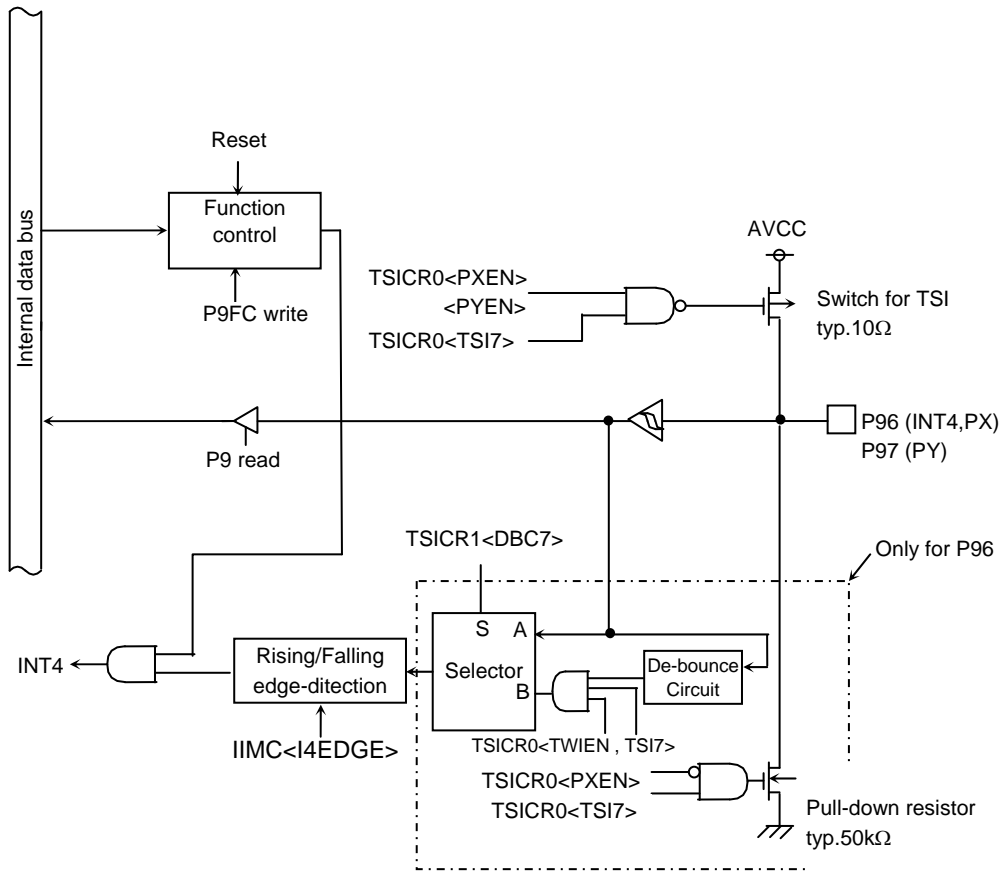 Internal data bus
Reset
Function
control
P9FC write
AVCC
TSICR0<PXEN>
<PYEN>
TSICR0<TSI7>
Switch for TSI
typ.10Ω
P9 read
P96 (INT4,PX)
P97 (PY)
TSICR1<DBC7>
Only for P96
S
A
Selector
B
INT4
Rising/Falling
edge-ditection
De-bounce
Circuit
IIMC<I4EDGE>
TSICR0<TWIEN , TSI7>
TSICR0<PXEN>
TSICR0<TSI7>
Pull-down resistor
typ.50kΩ